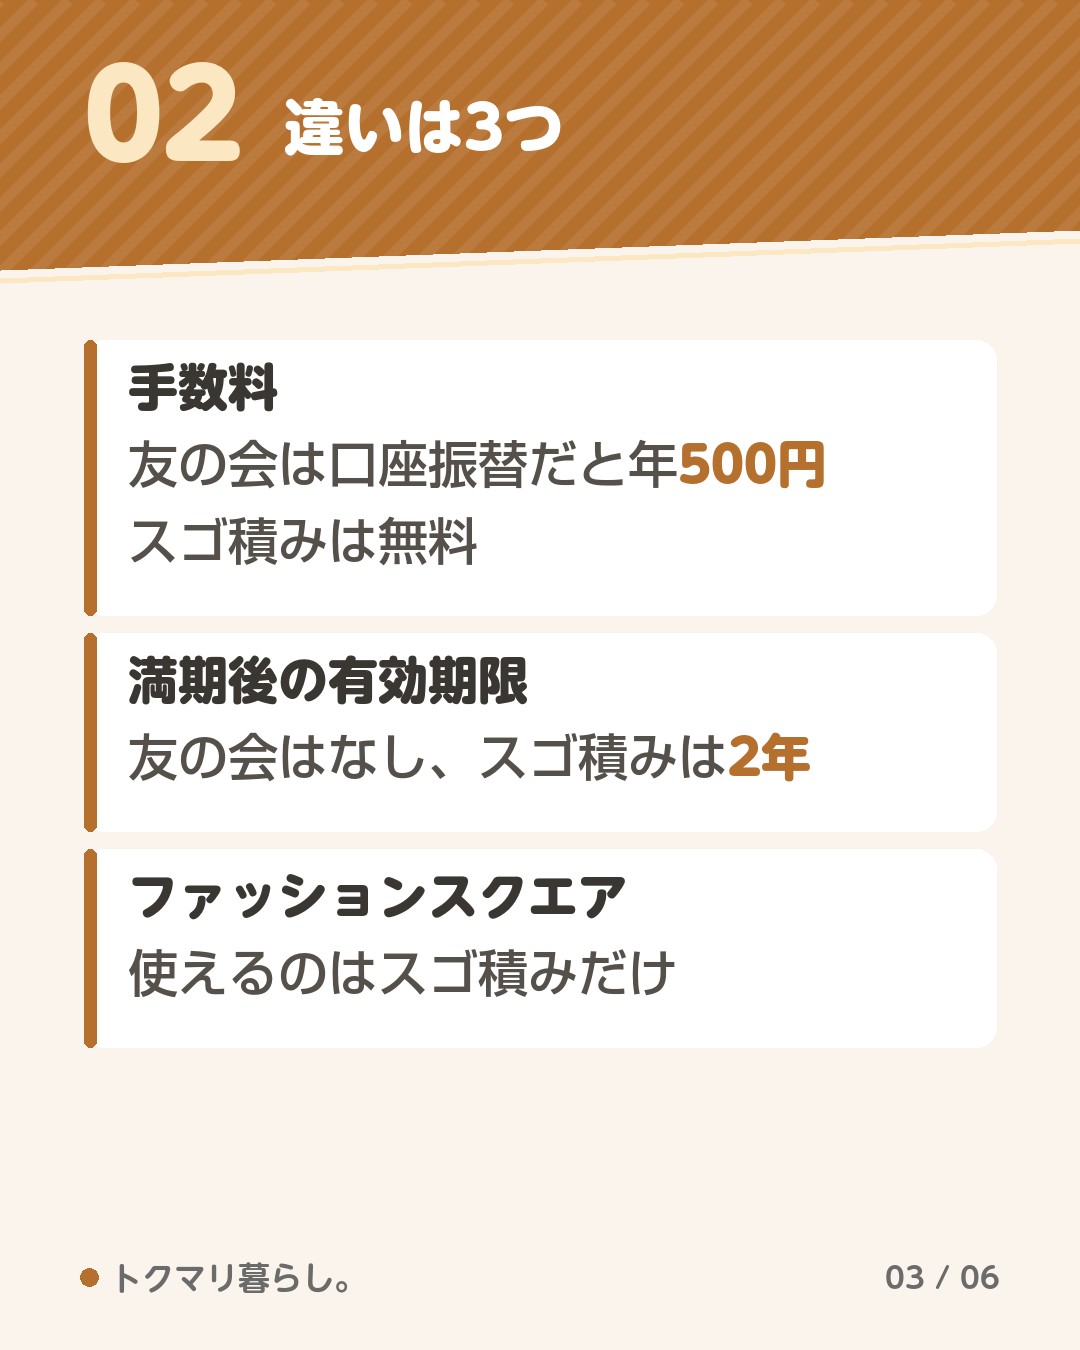 02 違いは3つ
手数料
友の会は口座振替だと年500円
スゴ積みは無料
満期後の有効期限
友の会はなし、スゴ積みは2年
ファッションスクエア
使えるのはスゴ積みだけ
トクマリ暮らし。
03 / 06